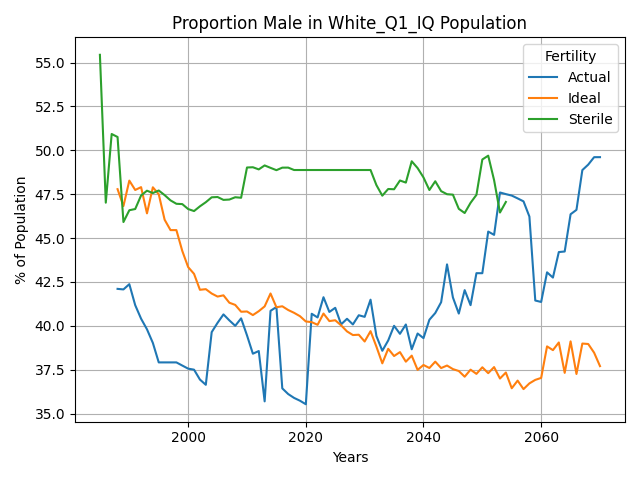 Proportion Male in White_Q1_IQ Population
Fertility
Actual
Ideal
Sterile
% of Population
55.0
52.5
50.0
47.5
45.0
42.5
40.0
37.5
35.0
2000
2020
2040
2060
Years